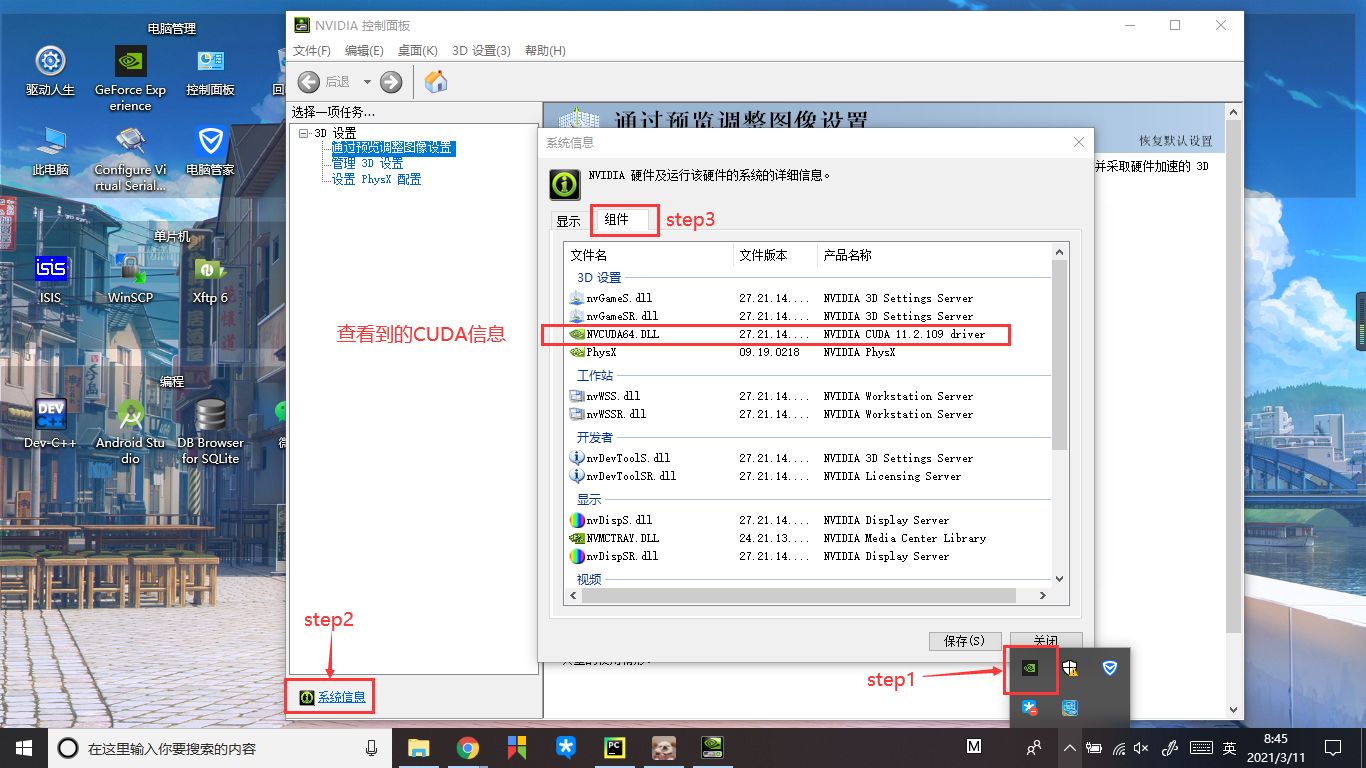 电脑管理
驱动人生
GeForce Exp
erience
控制面板
此电脑
Configure Vi
rtual Serial...
电脑管家
单片机
ISIS
WinSCP
Xftp 6
编程
Dev-C++
Android Stu
dio
DB Browser
for SQLite
NVIDIA 控制面板
文件(F) 编辑(E) 桌面(K) 3D 设置(3) 帮助(H)
后退
选择一项任务...
3D 设置
通过预览调整图像设置
管理 3D 设置
设置 PhysX 配置
通过预览调整图像设置
恢复默认设置
并采取硬件加速的 3D
系统信息
NVIDIA 硬件及运行该硬件的系统的详细信息。
显示 组件 step3
文件名 文件版本 产品名称
3D 设置
nvGameS.dll 27.21.14.... NVIDIA 3D Settings Server
nvGameSR.dll 27.21.14.... NVIDIA 3D Settings Server
查看到的CUDA信息
NVCUDA64.DLL 27.21.14.... NVIDIA CUDA 11.2.109 driver
PhysX 09.19.0218 NVIDIA PhysX
工作站
nvWSS.dll 27.21.14.... NVIDIA Workstation Server
nvWSSR.dll 27.21.14.... NVIDIA Workstation Server
开发者
nvDevToolS.dll 27.21.14.... NVIDIA 3D Settings Server
nvDevToolSR.dll 27.21.14.... NVIDIA Licensing Server
显示
nvDispS.dll 27.21.14.... NVIDIA Display Server
NVMCTRAY.DLL 24.21.13.... NVIDIA Media Center Library
nvDispSR.dll 27.21.14.... NVIDIA Display Server
视频
保存(S) 关闭
step2
step1
系统信息
在这里输入你要搜索的内容
英
8:45
2021/3/11